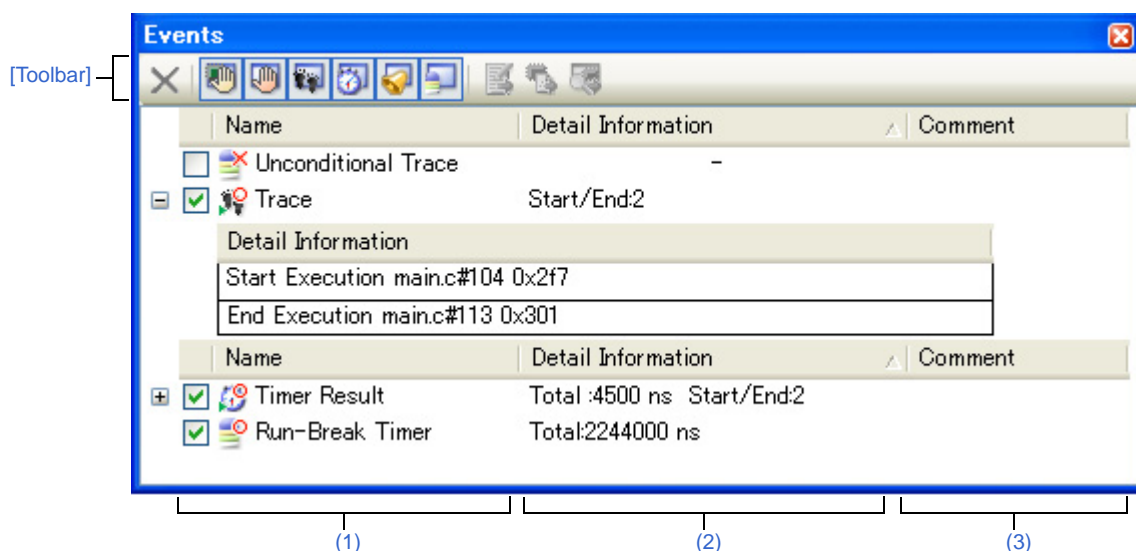 Events
[Toolbar]
Name Detail Information Comment
Unconditional Trace -
Trace Start/End:2
Detail Information
Start Execution main.c#104 0x2f7
End Execution main.c#113 0x301
Name Detail Information Comment
Timer Result Total :4500 ns Start/End:2
Run-Break Timer Total:2244000 ns
(1) (2) (3)